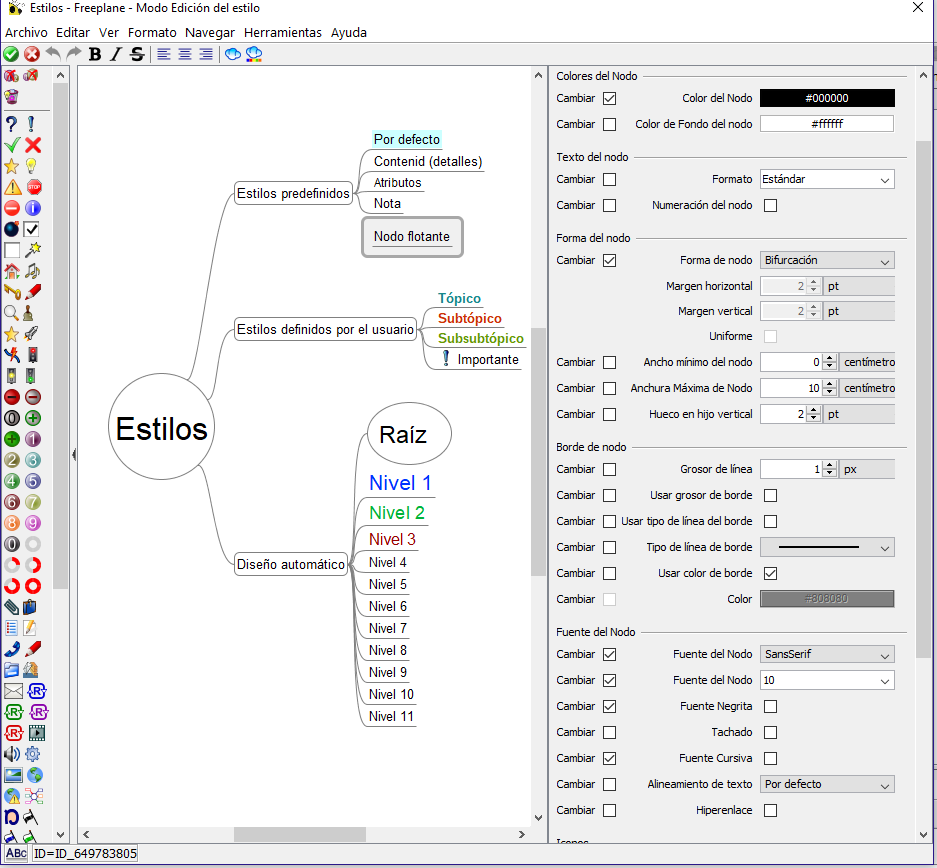 Estilos - Freeplane - Modo Edición del estilo
Archivo Editar Ver Formato Navegar Herramientas Ayuda
B I S
Por defecto
Contenid (detalles)
Atributos
Nota
Nodo flotante
Estilos predefinidos
Tópico
Subtópico
Subsubtópico
Importante
Estilos definidos por el usuario
Estilos
Raíz
Nivel 1
Nivel 2
Nivel 3
Nivel 4
Nivel 5
Nivel 6
Nivel 7
Nivel 8
Nivel 9
Nivel 10
Nivel 11
Diseño automático
Colores del Nodo
Cambiar Color del Nodo #000000
Cambiar Color de Fondo del nodo #ffffff
Texto del nodo
Cambiar Formato Estándar
Cambiar Numeración del nodo
Forma del nodo
Cambiar Forma de nodo Bifurcación
Margen horizontal 2 pt
Margen vertical 2 pt
Uniforme
Cambiar Ancho mínimo del nodo 0 centímetro
Cambiar Anchura Máxima de Nodo 10 centímetro
Cambiar Hueco en hijo vertical 2 pt
Borde de nodo
Cambiar Grosor de línea 1 px
Cambiar Usar grosor de borde
Cambiar Usar tipo de línea del borde
Cambiar Tipo de línea de borde
Cambiar Usar color de borde
Cambiar Color #808080
Fuente del Nodo
Cambiar Fuente del Nodo SansSerif
Cambiar Fuente del Nodo 10
Cambiar Fuente Negrita
Cambiar Tachado
Cambiar Fuente Cursiva
Cambiar Alineamiento de texto Por defecto
Cambiar Hiperenlace
Iconos
ABc ID=ID_649783805